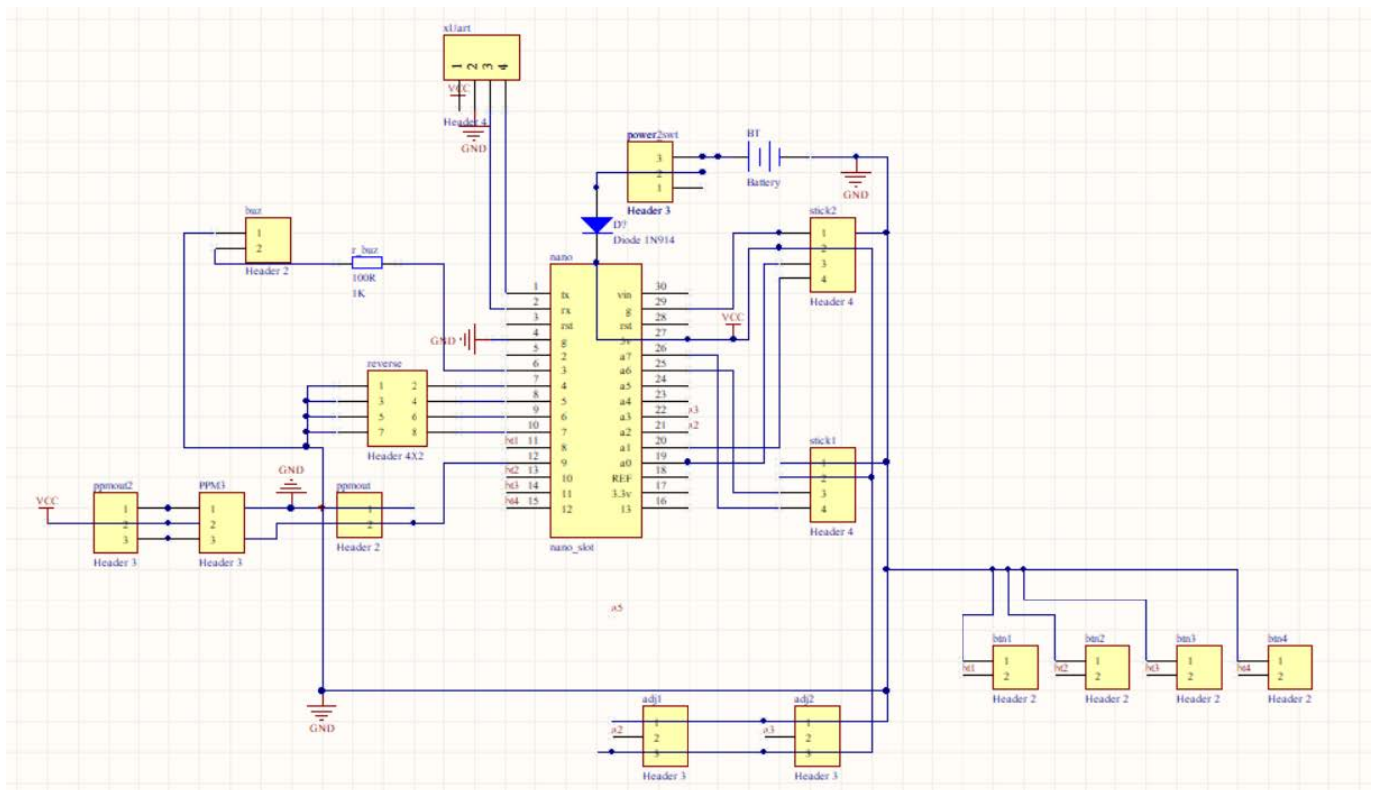 xUart
1 2 3 4
VCC
Header 4
GND
power2swt
3
2
1
Header 3
BT
Battery
GND
D?
Diode 1N914
stick2
1
2
3
4
Header 4
buz
1
2
Header 2
r_buz
100R
1K
nano
1 tx vin 30
2 rx g 29
3 rst rst 28
4 g 5v 27
5 2 a7 26
6 3 a6 25
7 4 a5 24
8 5 a4 23
9 6 a3 22 a3
10 7 a2 21 a2
bt1 11 8 a1 20
12 9 a0 19
bt2 13 10 REF 18
bt3 14 11 3.3v 17
bt4 15 12 13 16
nano_slot
GND
VCC
reverse
1 2
3 4
5 6
7 8
Header 4X2
stick1
1
2
3
4
Header 4
VCC
ppmout2
1
2
3
Header 3
PPM3
1
2
3
Header 3
GND
ppmout
1
2
Header 2
a5
btn1
bt1 1
2
Header 2
btn2
bt2 1
2
Header 2
btn3
bt3 1
2
Header 2
btn4
bt4 1
2
Header 2
GND
adj1
1
a2 2
3
Header 3
adj2
1
a3 2
3
Header 3